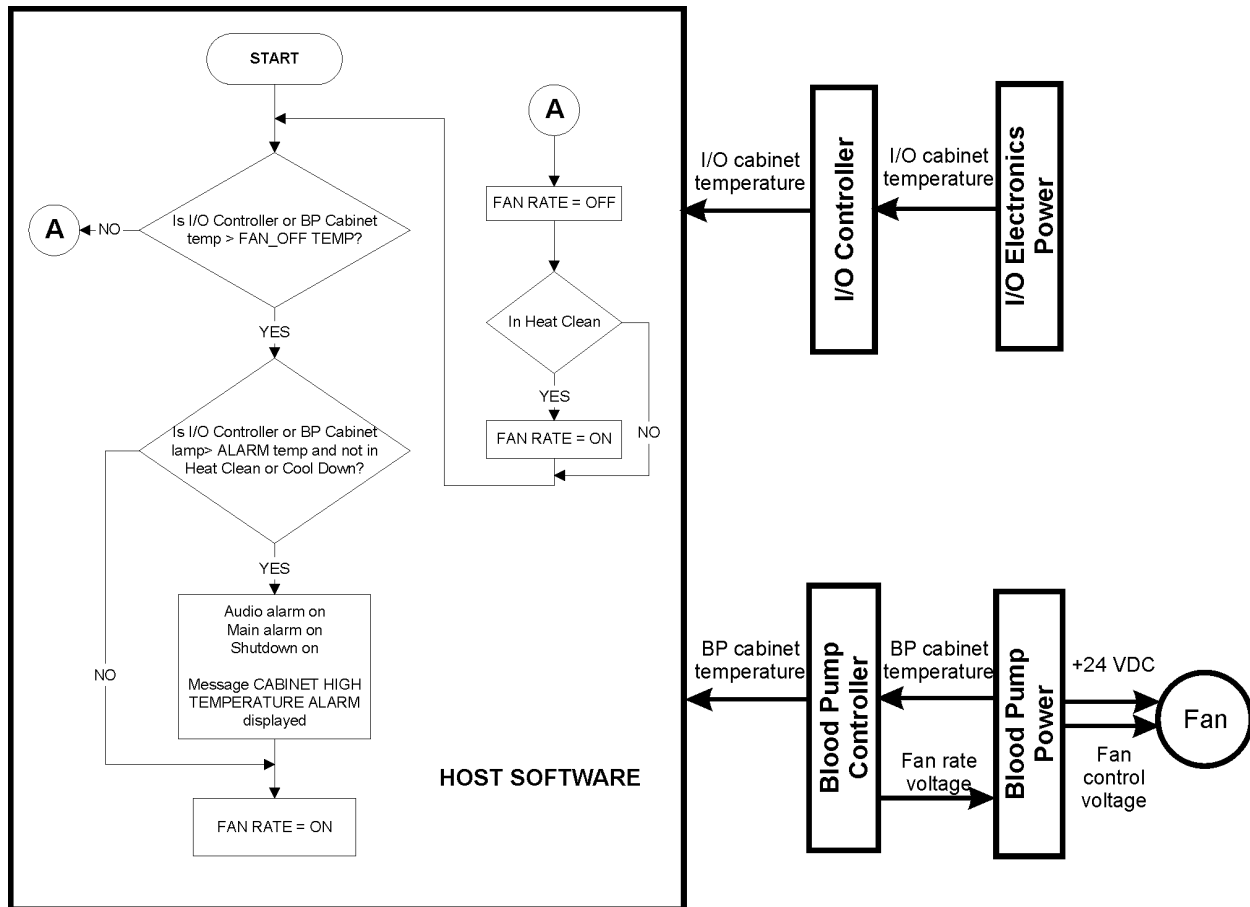 START
A
I/O cabinet
temperature
I/O cabinet
temperature
I/O Controller
I/O Electronics
Power
FAN RATE = OFF
Is I/O Controller or BP Cabinet
temp > FAN_OFF TEMP?
NO
A
YES
In Heat Clean
YES
FAN RATE = ON
NO
Is I/O Controller or BP Cabinet
lamp> ALARM temp and not in
Heat Clean or Cool Down?
YES
NO
Audio alarm on
Main alarm on
Shutdown on
Message CABINET HIGH
TEMPERATURE ALARM
displayed
FAN RATE = ON
HOST SOFTWARE
BP cabinet
temperature
BP cabinet
temperature
Blood Pump
Controller
Fan rate
voltage
Blood Pump
Power
+24 VDC
Fan
Fan
control
voltage